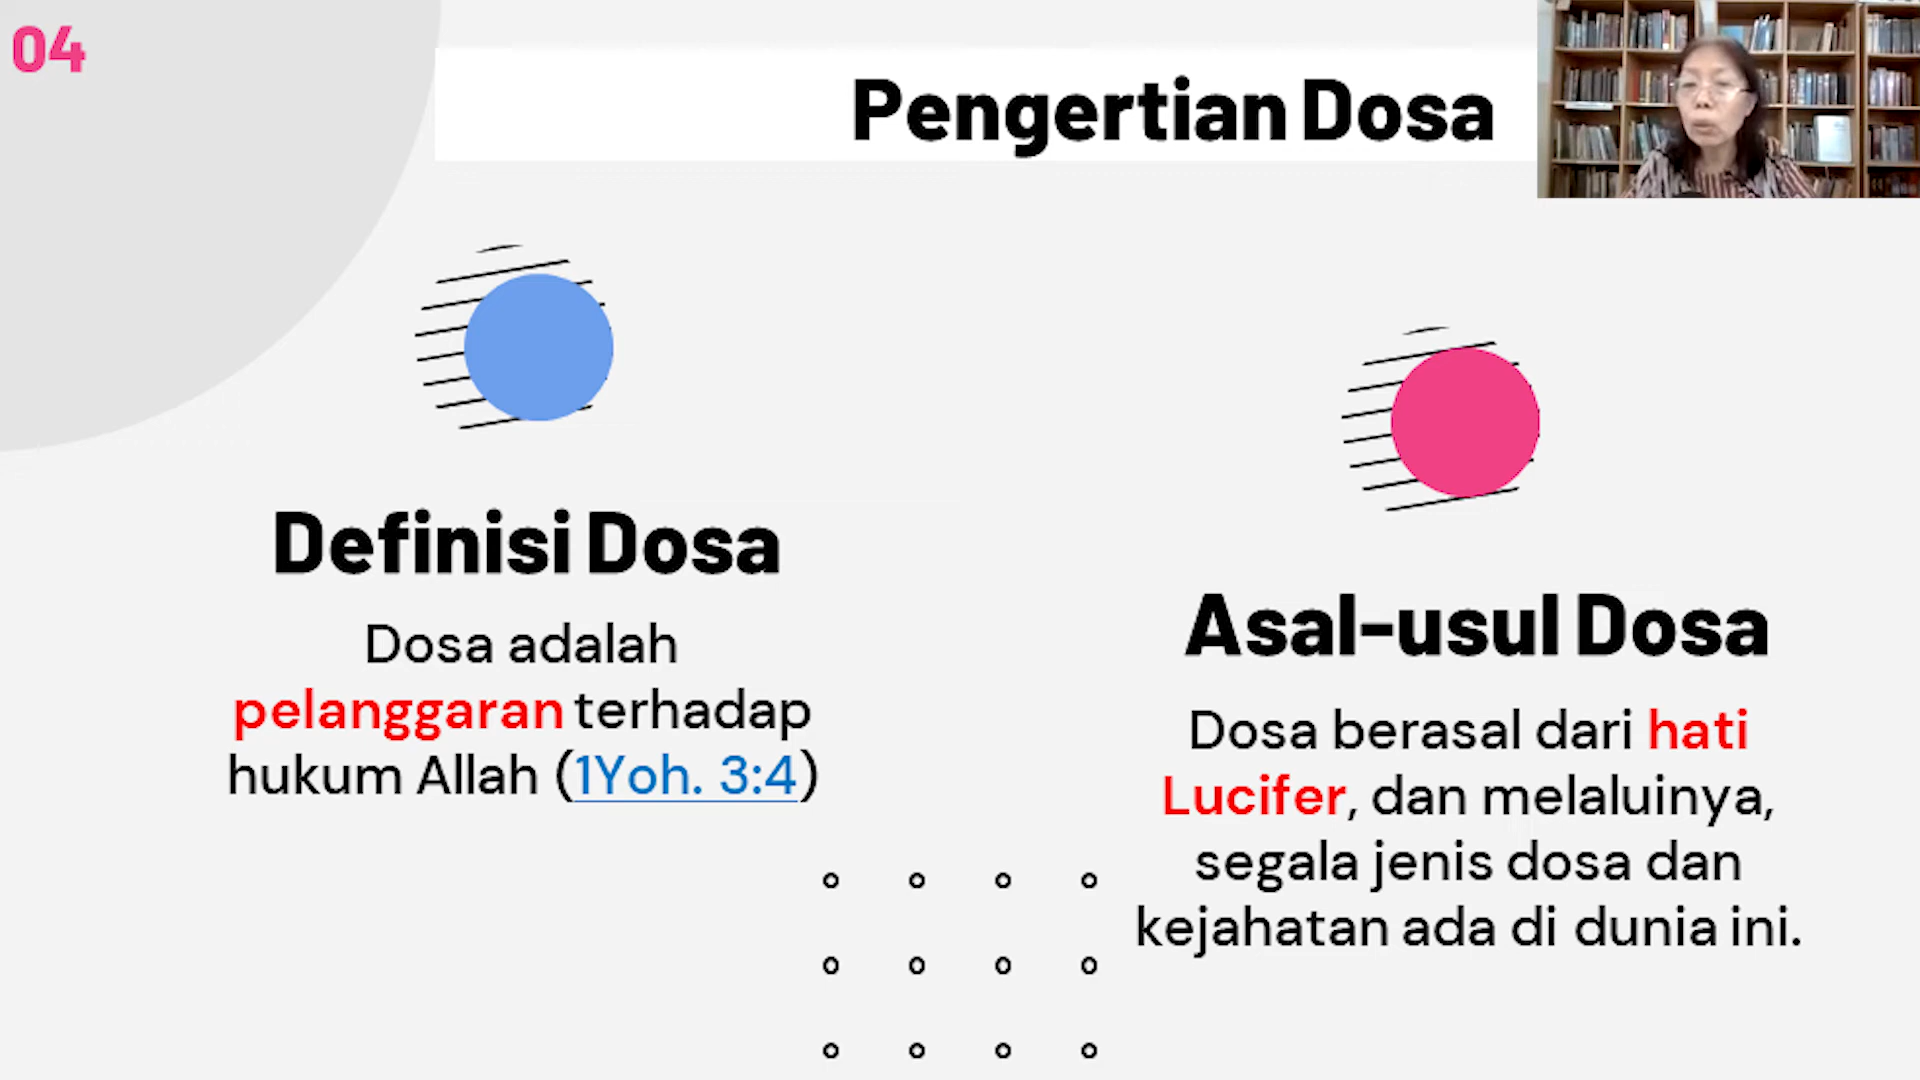 04
Pengertian Dosa
Definisi Dosa
Dosa adalah
pelanggaran terhadap
hukum Allah (1Yoh. 3:4)
Asal-usul Dosa
Dosa berasal dari hati
Lucifer, dan melaluinya,
segala jenis dosa dan
kejahatan ada di dunia ini.